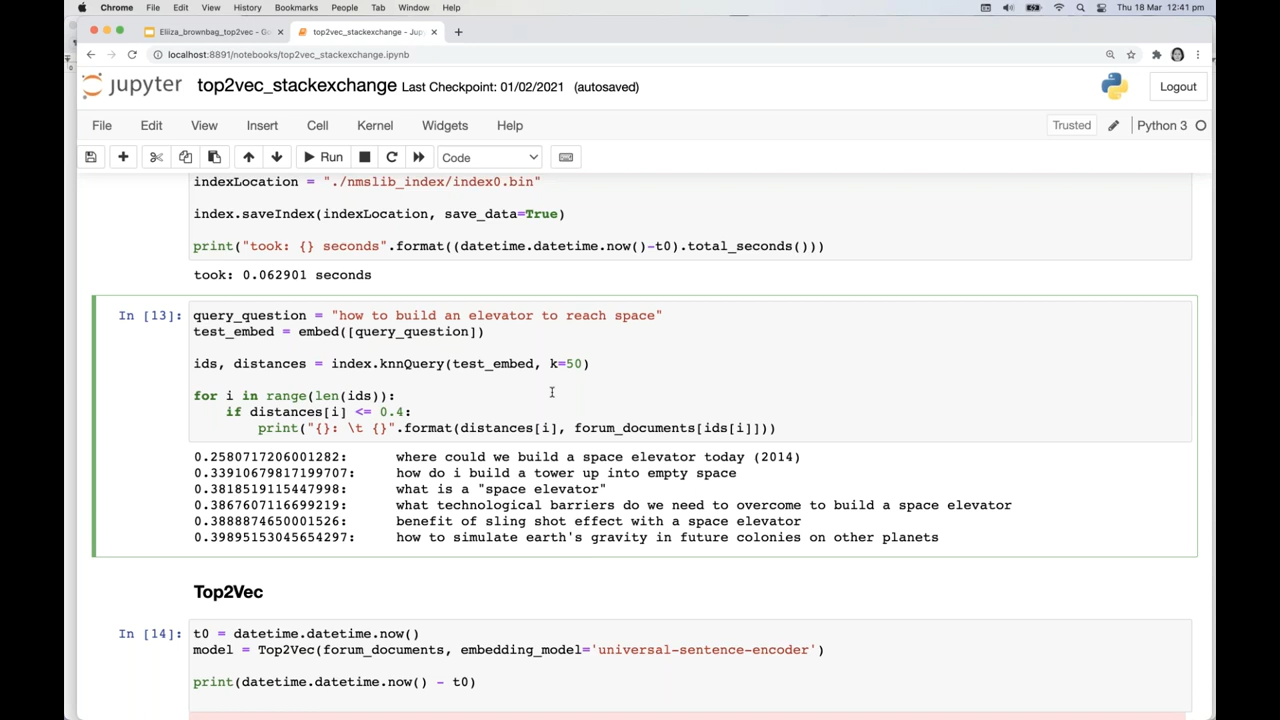 Chrome File Edit View History Bookmarks People Tab Window Help Thu 18 Mar 12:41 pm
Eliiza_brownbag_top2vec - Go top2vec_stackexchange - Jup
localhost:8891/notebooks/top2vec_stackexchange.ipynb
jupyter top2vec_stackexchange Last Checkpoint: 01/02/2021 (autosaved) Logout
File Edit View Insert Cell Kernel Widgets Help Trusted Python 3
Run Code
indexLocation = "./nmslib_index/index0.bin"
index.saveIndex(indexLocation, save_data=True)
print("took: {} seconds".format((datetime.datetime.now()-t0).total_seconds()))
took: 0.062901 seconds
In [13]: query_question = "how to build an elevator to reach space"
test_embed = embed([query_question])
ids, distances = index.knnQuery(test_embed, k=50)
for i in range(len(ids)):
    if distances[i] <= 0.4:
        print("{}: \t {}".format(distances[i], forum_documents[ids[i]]))
0.2580717206001282: where could we build a space elevator today (2014)
0.33910679817199707: how do i build a tower up into empty space
0.3818519115447998: what is a "space elevator"
0.3867607116699219: what technological barriers do we need to overcome to build a space elevator
0.3888874650001526: benefit of sling shot effect with a space elevator
0.39895153045654297: how to simulate earth's gravity in future colonies on other planets
Top2Vec
In [14]: t0 = datetime.datetime.now()
model = Top2Vec(forum_documents, embedding_model='universal-sentence-encoder')
print(datetime.datetime.now() - t0)